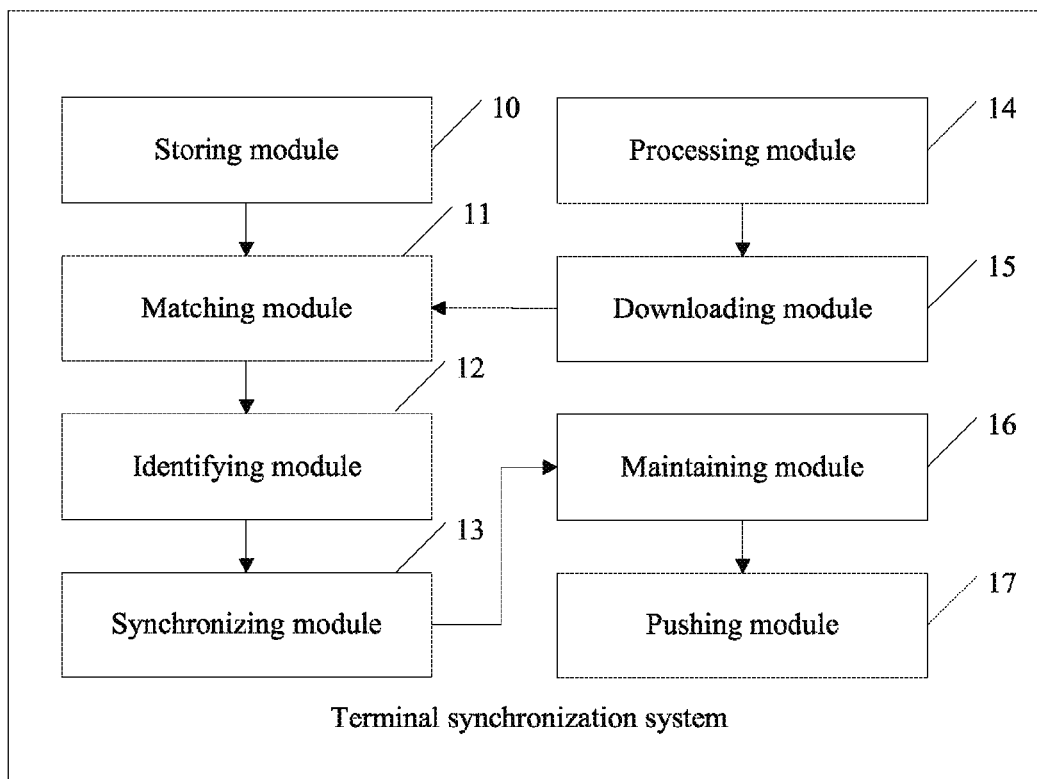 Storing module
10
Processing module
14
Matching module
11
Downloading module
15
Identifying module
12
Maintaining module
16
Synchronizing module
13
Pushing module
17
Terminal synchronization system